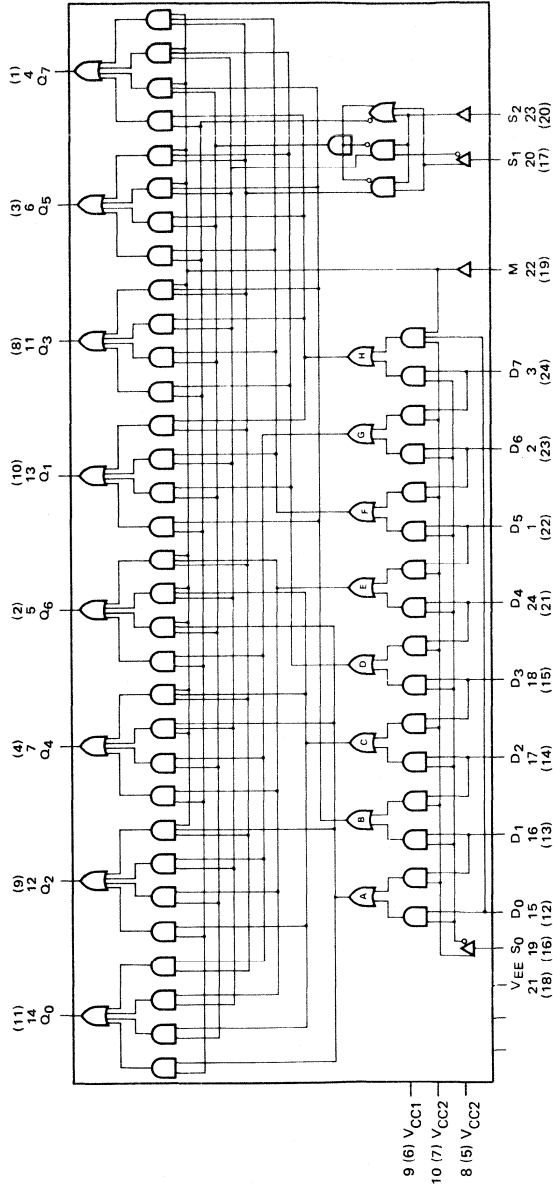 (11) (9) (4) (2) (10) (8) (3) (1)
14 12 7 5 13 11 6 4
Q0 Q2 Q4 Q6 Q1 Q3 Q5 Q7
A B C D E F G H
VEE S0 D0 D1 D2 D3 D4 D5 D6 D7 M S1 S2
21 19 15 16 17 18 24 1 2 3 22 20 23
(18) (16) (12) (13) (14) (15) (21) (22) (23) (24) (19) (17) (20)
9 (6) VCC1
10 (7) VCC2
8 (5) VCC2